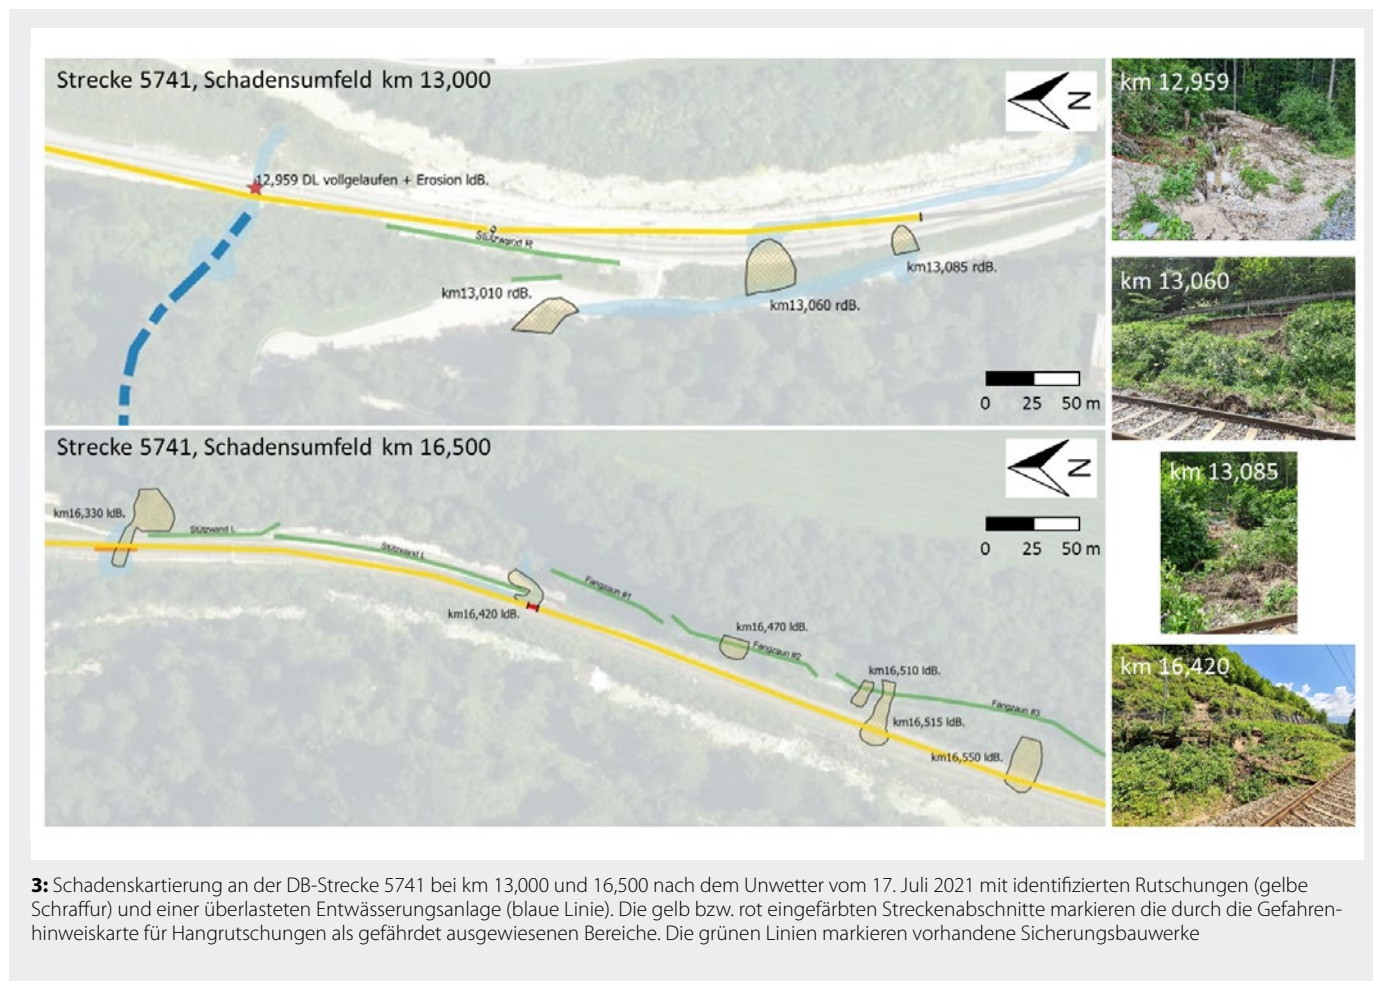 Strecke 5741, Schadensumfeld km 13,000
N
12,959 DL vollgelaufen + Erosion ldB.
Stützwand R
km13,010 rdB.
km13,085 rdB.
km13,060 rdB.
0 25 50 m
km 12,959
km 13,060
km 13,085
km 16,420
Strecke 5741, Schadensumfeld km 16,500
N
0 25 50 m
km16,330 ldB.
Stützwand L
Stützwand L
km16,420 ldB.
Fangzaun #1
km16,470 ldB.
Fangzaun #2
km16,510 ldB.
Fangzaun #3
km16,515 ldB.
km16,550 ldB.
3: Schadenskartierung an der DB-Strecke 5741 bei km 13,000 und 16,500 nach dem Unwetter vom 17. Juli 2021 mit identifizierten Rutschungen (gelbe
Schraffur) und einer überlasteten Entwässerungsanlage (blaue Linie). Die gelb bzw. rot eingefärbten Streckenabschnitte markieren die durch die Gefahren-
hinweiskarte für Hangrutschungen als gefährdet ausgewiesenen Bereiche. Die grünen Linien markieren vorhandene Sicherungsbauwerke